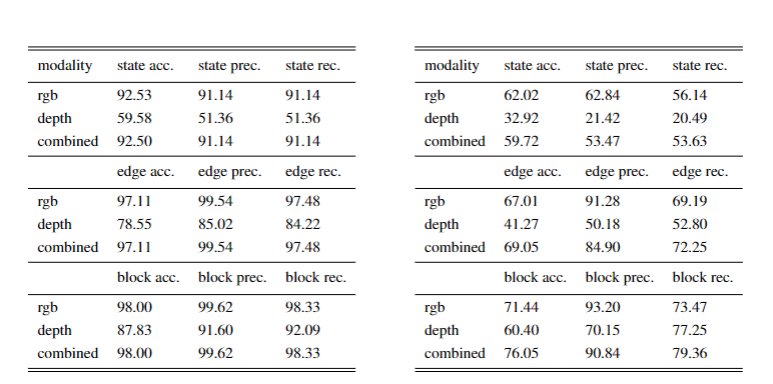 modality state acc. state prec. state rec.
rgb 92.53 91.14 91.14
depth 59.58 51.36 51.36
combined 92.50 91.14 91.14
edge acc. edge prec. edge rec.
rgb 97.11 99.54 97.48
depth 78.55 85.02 84.22
combined 97.11 99.54 97.48
block acc. block prec. block rec.
rgb 98.00 99.62 98.33
depth 87.83 91.60 92.09
combined 98.00 99.62 98.33
modality state acc. state prec. state rec.
rgb 62.02 62.84 56.14
depth 32.92 21.42 20.49
combined 59.72 53.47 53.63
edge acc. edge prec. edge rec.
rgb 67.01 91.28 69.19
depth 41.27 50.18 52.80
combined 69.05 84.90 72.25
block acc. block prec. block rec.
rgb 71.44 93.20 73.47
depth 60.40 70.15 77.25
combined 76.05 90.84 79.36